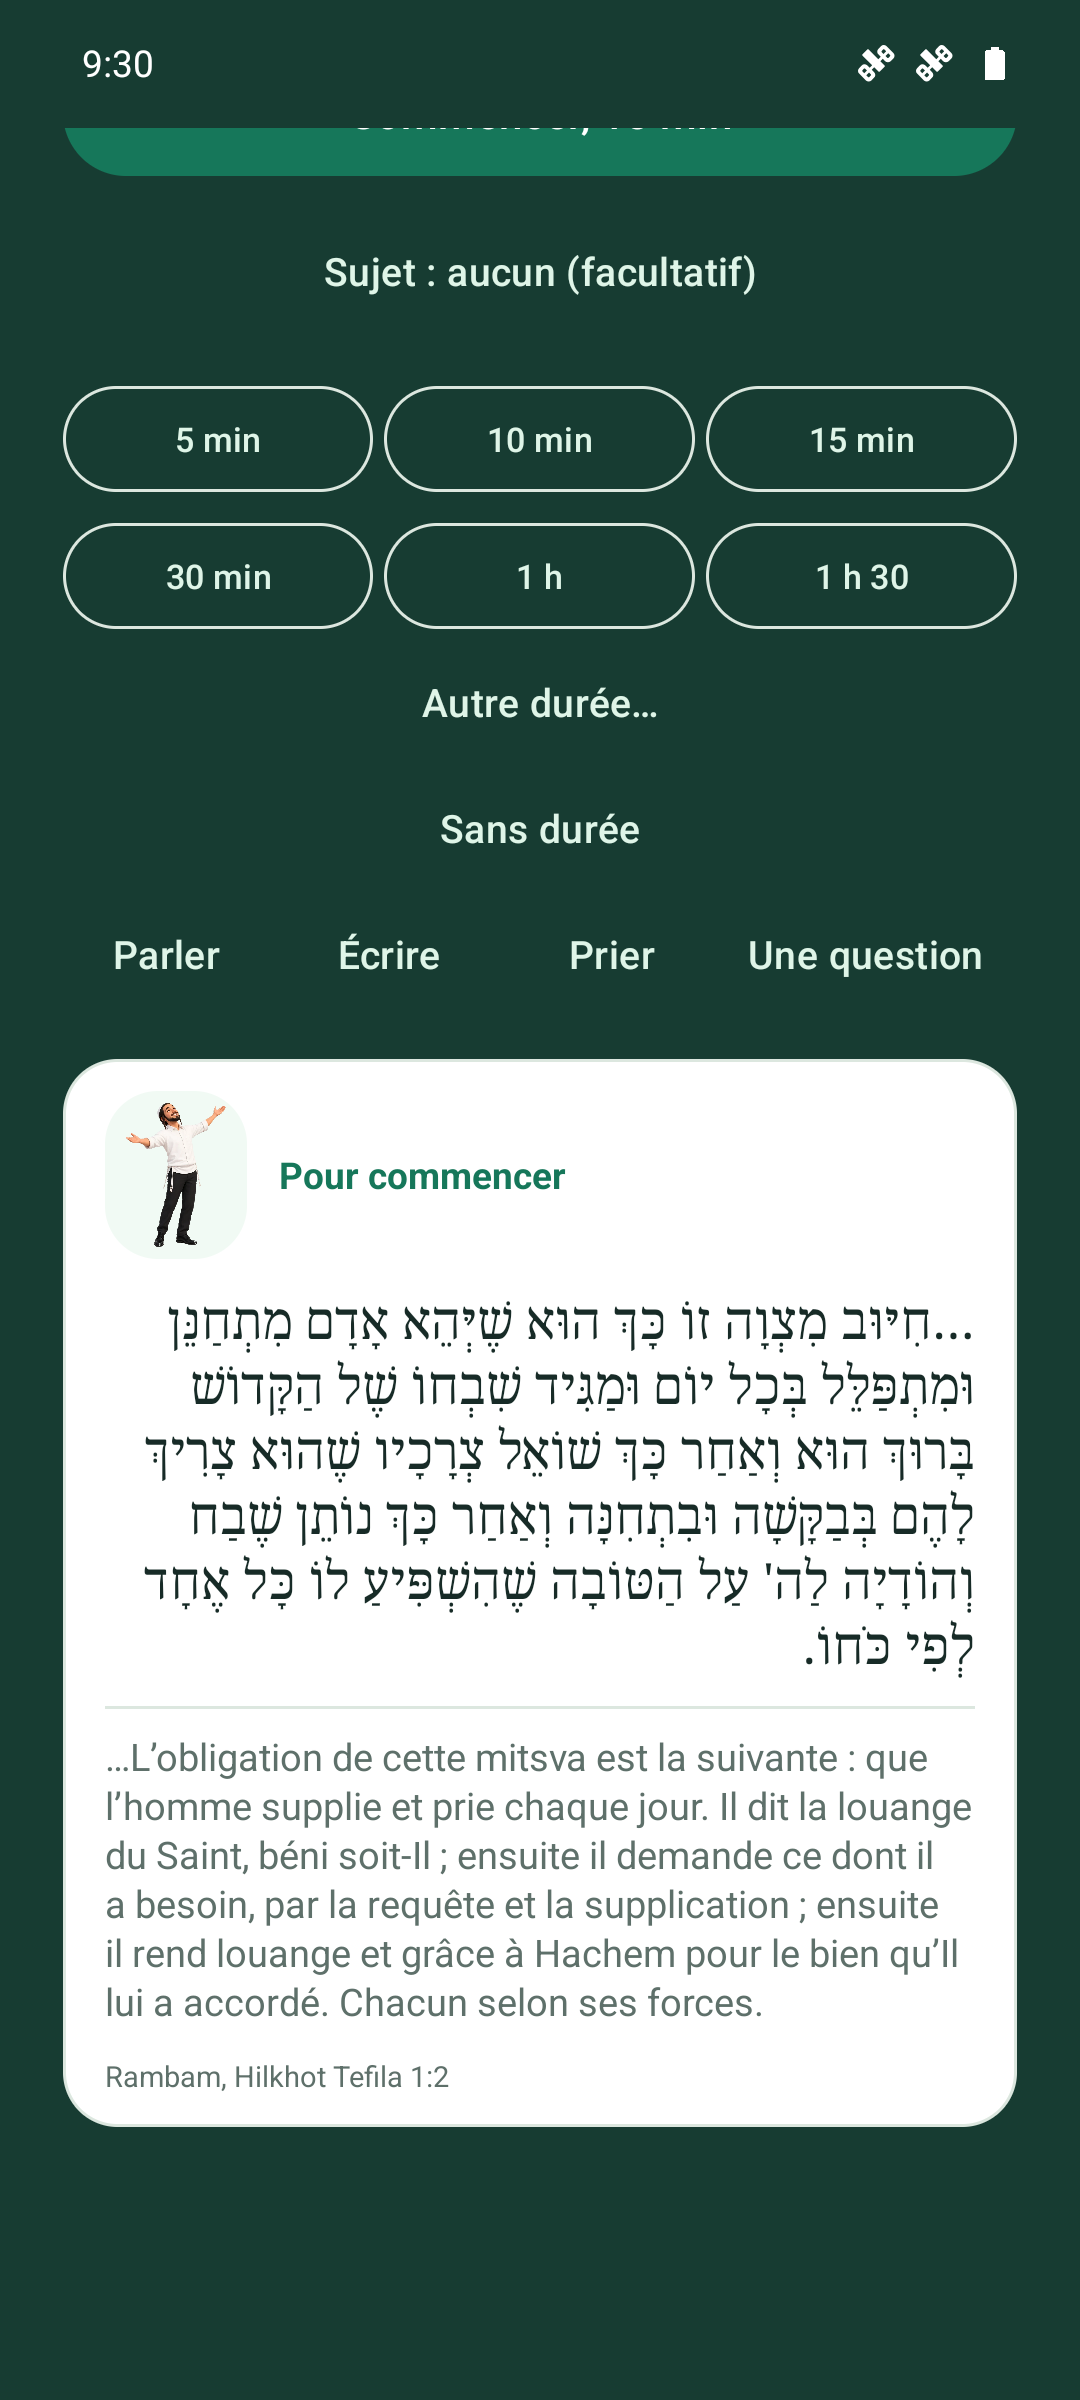 9:30
Sujet : aucun (facultatif)
5 min
10 min
15 min
30 min
1 h
1 h 30
Autre durée…
Sans durée
Parler
Écrire
Prier
Une question
Pour commencer
…חִיּוּב מִצְוָה זוֹ כָּךְ הוּא שֶׁיְּהֵא אָדָם מִתְחַנֵּן
וּמִתְפַּלֵּל בְּכָל יוֹם וּמַגִּיד שִׁבְחוֹ שֶׁל הַקָּדוֹשׁ
בָּרוּךְ הוּא וְאַחַר כָּךְ שׁוֹאֵל צְרָכָיו שֶׁהוּא צָרִיךְ
לָהֶם בְּבַקָּשָׁה וּבִתְחִנָּה וְאַחַר כָּךְ נוֹתֵן שֶׁבַח
וְהוֹדָיָה לַה' עַל הַטּוֹבָה שֶׁהִשְׁפִּיעַ לוֹ כָּל אֶחָד
לְפִי כֹּחוֹ.
…L’obligation de cette mitsva est la suivante : que
l’homme supplie et prie chaque jour. Il dit la louange
du Saint, béni soit-Il ; ensuite il demande ce dont il
a besoin, par la requête et la supplication ; ensuite
il rend louange et grâce à Hachem pour le bien qu’Il
lui a accordé. Chacun selon ses forces.
Rambam, Hilkhot Tefila 1:2